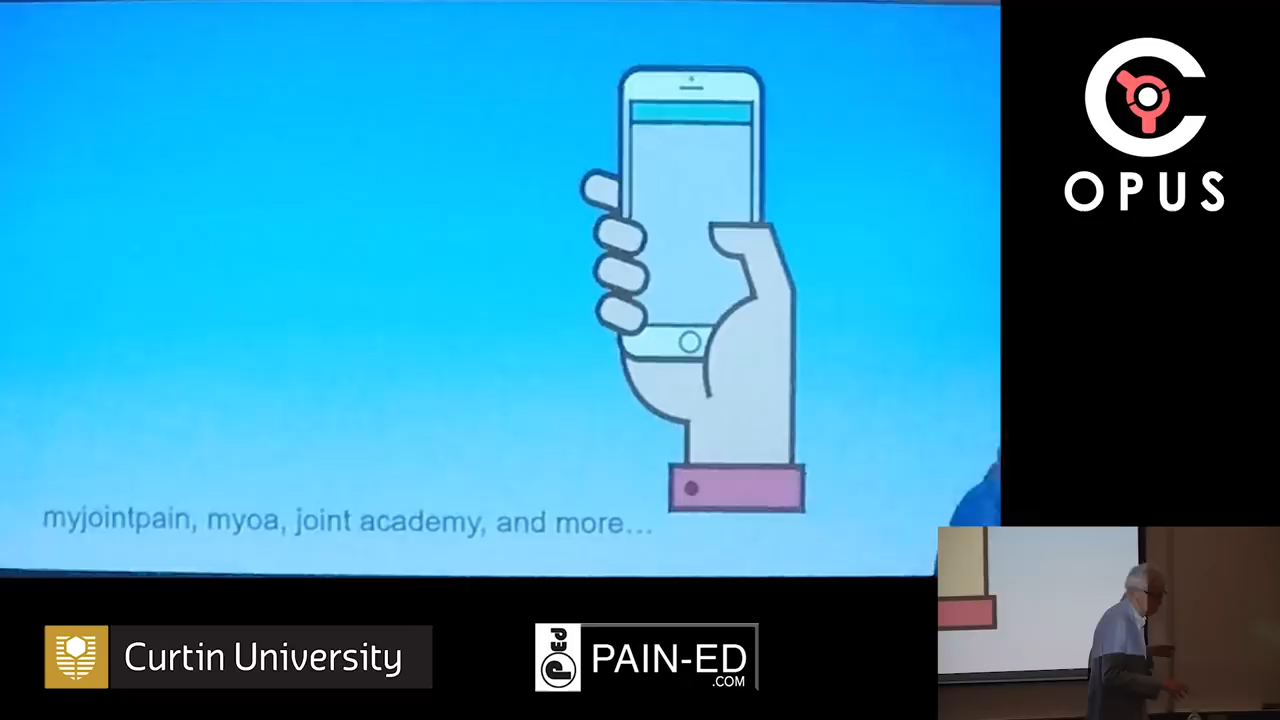 OPUS
myjointpain, myoa, joint academy, and more...
Curtin University
PAIN-ED
.COM